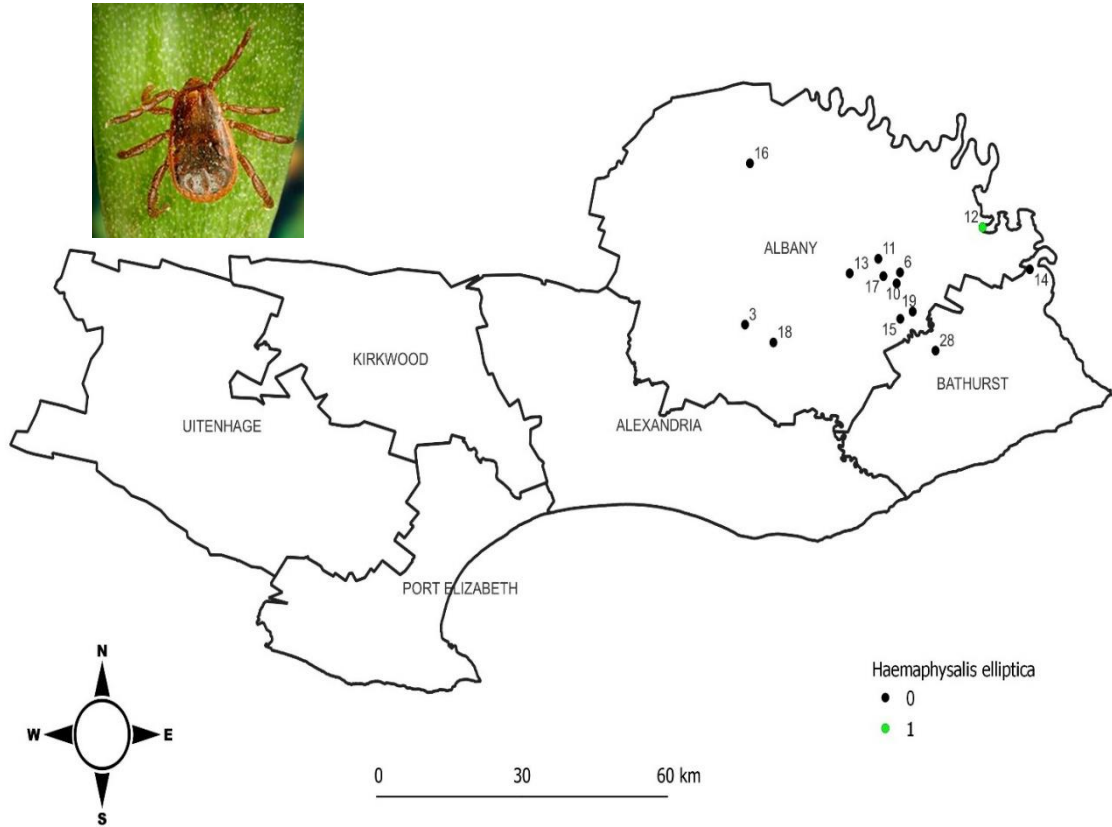 16
12
ALBANY
11
13
6
17
10
14
19
3
15
18
28
KIRKWOOD
BATHURST
UITENHAGE
ALEXANDRIA
PORT ELIZABETH
N
W
E
S
Haemaphysalis elliptica
0
1
0 30 60 km